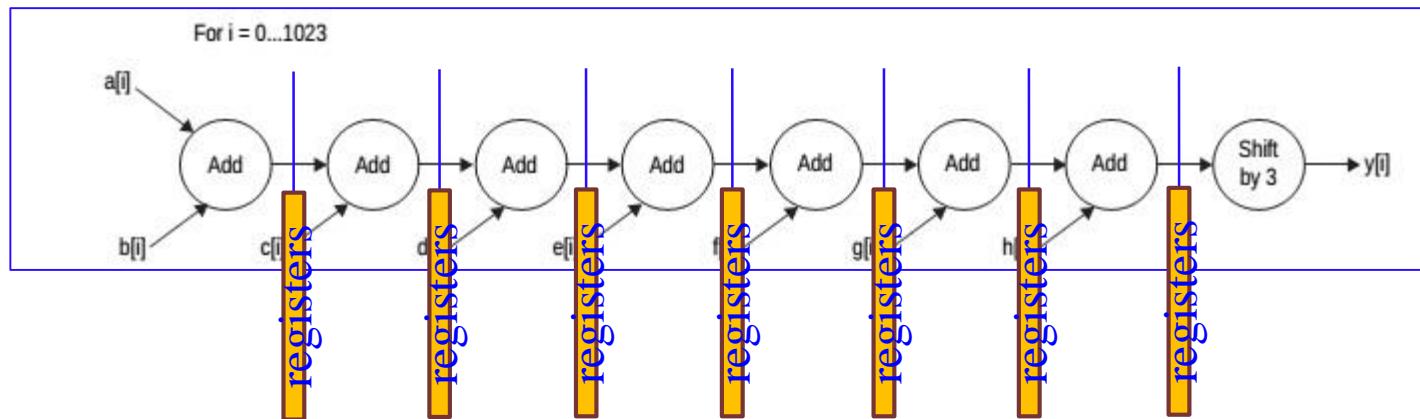 For i = 0...1023
a[i]
Add
Add
Add
Add
Add
Add
Add
Shift
by 3
y[i]
b[i]
c[i]
d
e[i
f
g[i
h[
registers
registers
registers
registers
registers
registers
registers